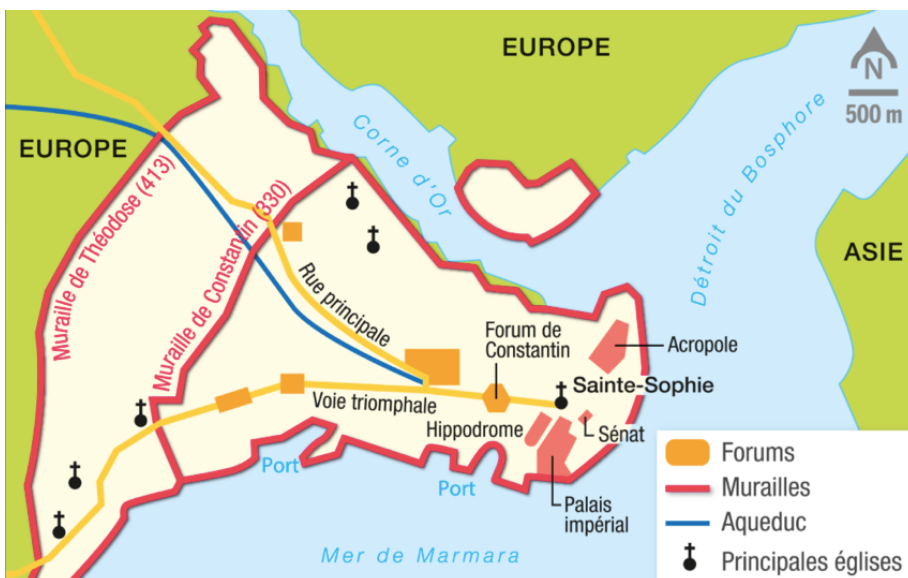 EUROPE
N
500 m
EUROPE
Corne d'Or
Détroit du Bosphore
ASIE
Muraille de Théodose (413)
Muraille de Constantin (330)
Rue principale
Forum de
Constantin
Acropole
Sainte-Sophie
Voie triomphale
Hippodrome
Sénat
Port
Port
Palais
impérial
Mer de Marmara
Forums
Murailles
Aqueduc
Principales églises